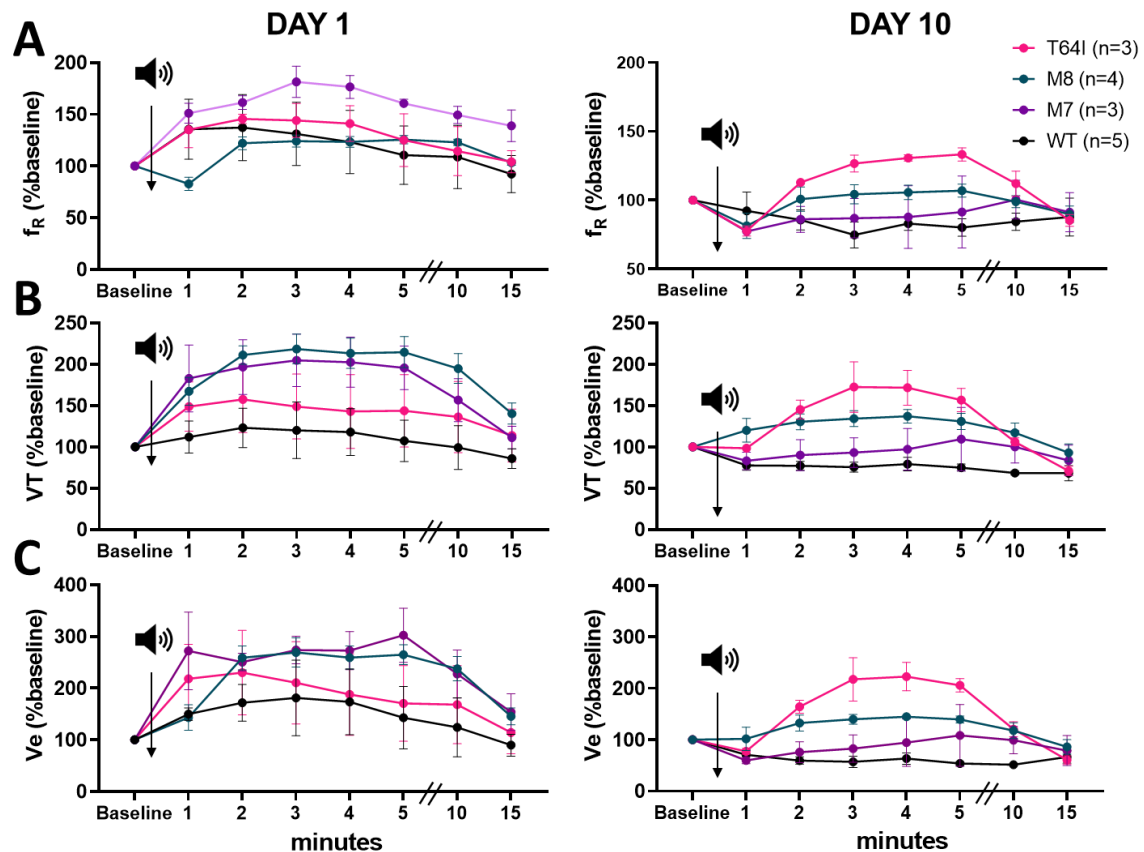 DAY 1
DAY 10
A
T64I (n=3)
M8 (n=4)
M7 (n=3)
WT (n=5)
fR (%baseline)
200
150
100
50
0
Baseline 1 2 3 4 5 10 15
fR (%baseline)
200
150
100
50
Baseline 1 2 3 4 5 10 15
B
VT (%baseline)
250
200
150
100
50
0
Baseline 1 2 3 4 5 10 15
VT (%baseline)
250
200
150
100
50
0
Baseline 1 2 3 4 5 10 15
C
Ve (%baseline)
400
300
200
100
0
Baseline 1 2 3 4 5 10 15
minutes
Ve (%baseline)
400
300
200
100
0
Baseline 1 2 3 4 5 10 15
minutes